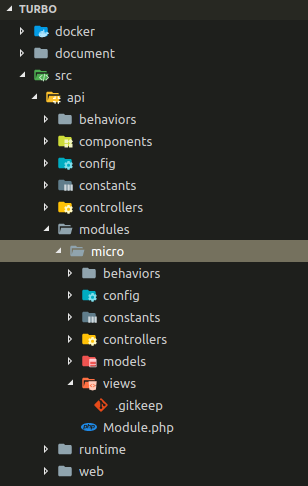 TURBO
docker
document
src
api
behaviors
components
config
constants
controllers
modules
micro
behaviors
config
constants
controllers
models
views
.gitkeep
php Module.php
runtime
web